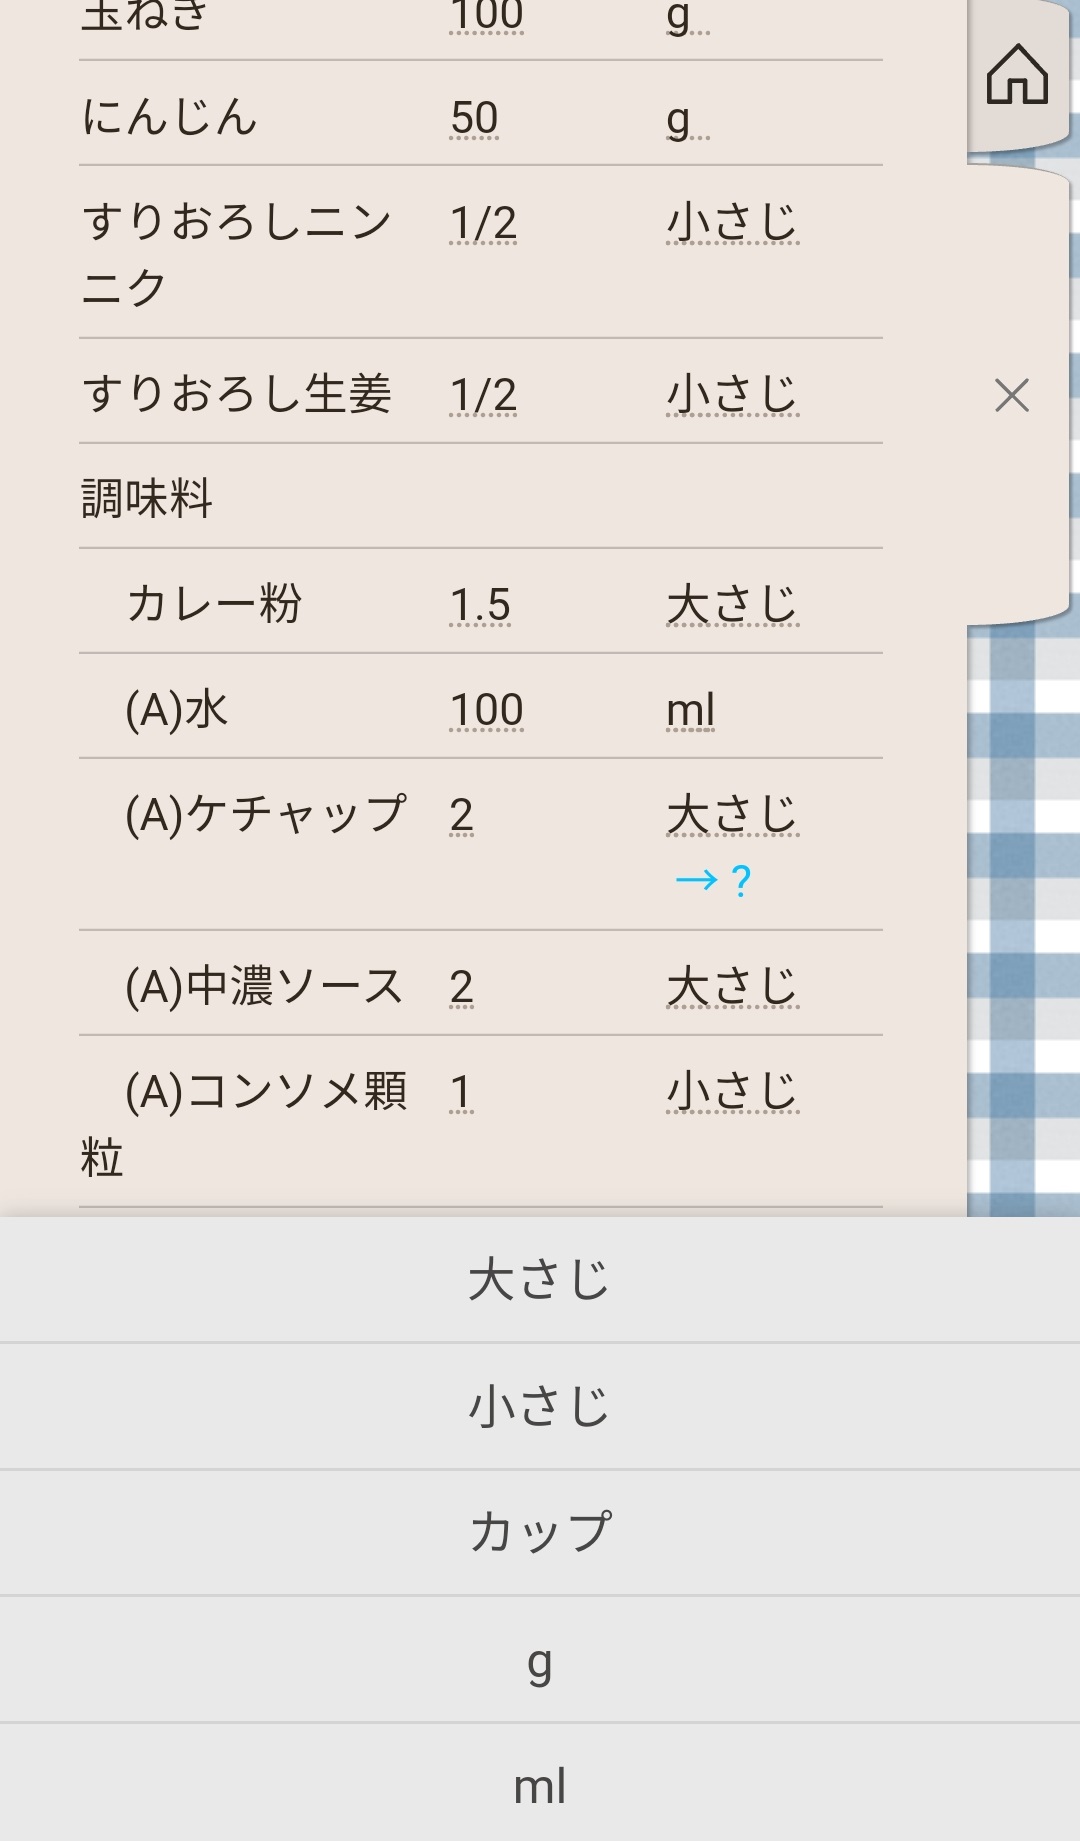 玉ねぎ 100 g
にんじん 50 g
すりおろしニン 1/2 小さじ
ニク
すりおろし生姜 1/2 小さじ
調味料
カレー粉 1.5 大さじ
(A)水 100 ml
(A)ケチャップ 2 大さじ
→ ?
(A)中濃ソース 2 大さじ
(A)コンソメ顆 1 小さじ
粒
大さじ
小さじ
カップ
g
ml